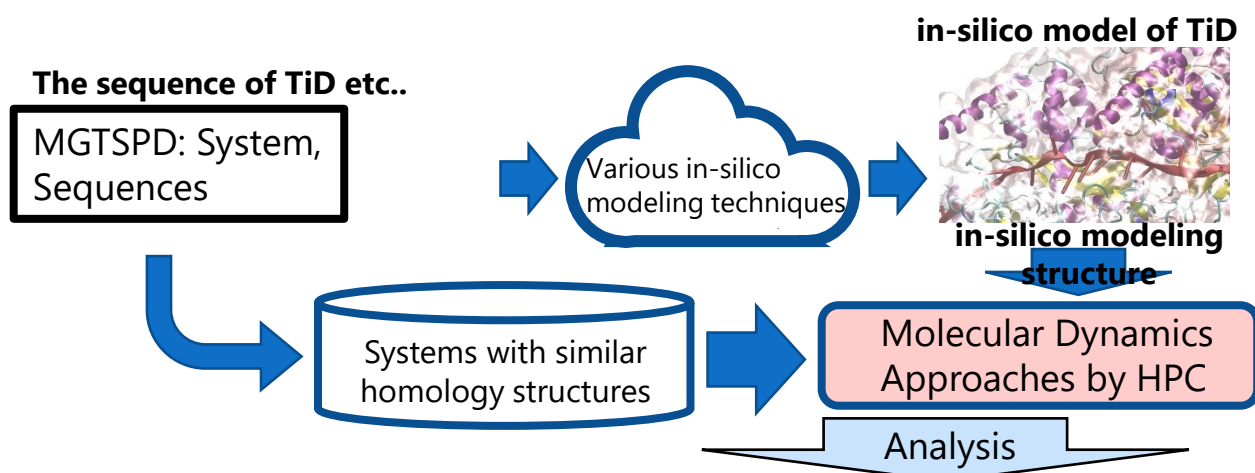 The sequence of TiD etc..
MGTSPD: System,
Sequences
Various in-silico
modeling techniques
in-silico model of TiD
in-silico modeling
structure
Systems with similar
homology structures
Molecular Dynamics
Approaches by HPC
Analysis